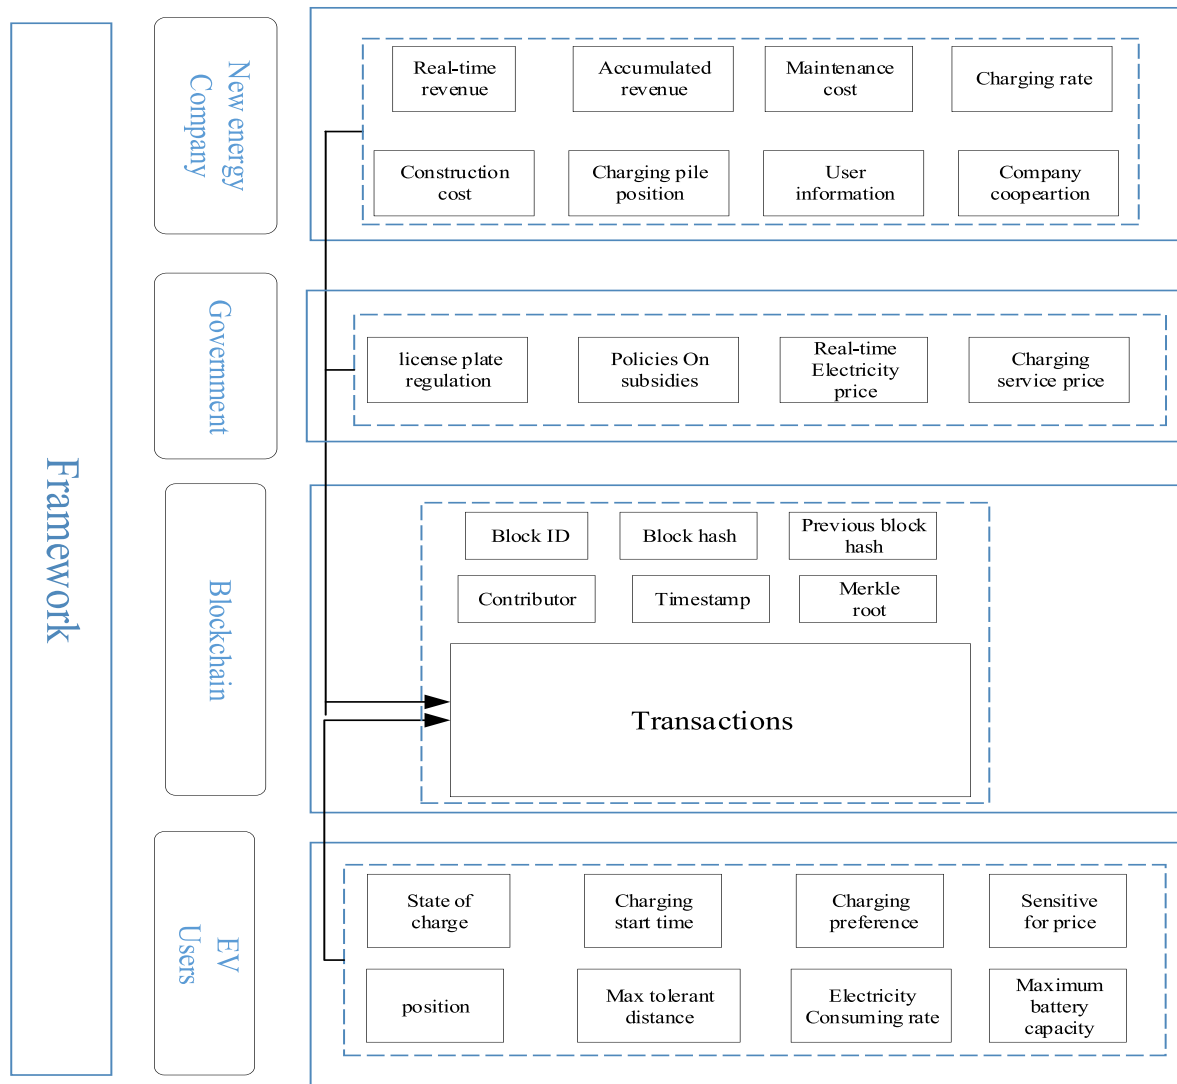 Framework
New energy
Company
Real-time
revenue
Accumulated
revenue
Maintenance
cost
Charging rate
Construction
cost
Charging pile
position
User
information
Company
coopeartion
Government
license plate
regulation
Policies On
subsidies
Real-time
Electricity
price
Charging
service price
Blockchain
Block ID
Block hash
Previous block
hash
Contributor
Timestamp
Merkle
root
Transactions
EV
Users
State of
charge
Charging
start time
Charging
preference
Sensitive
for price
position
Max tolerant
distance
Electricity
Consuming rate
Maximum
battery
capacity